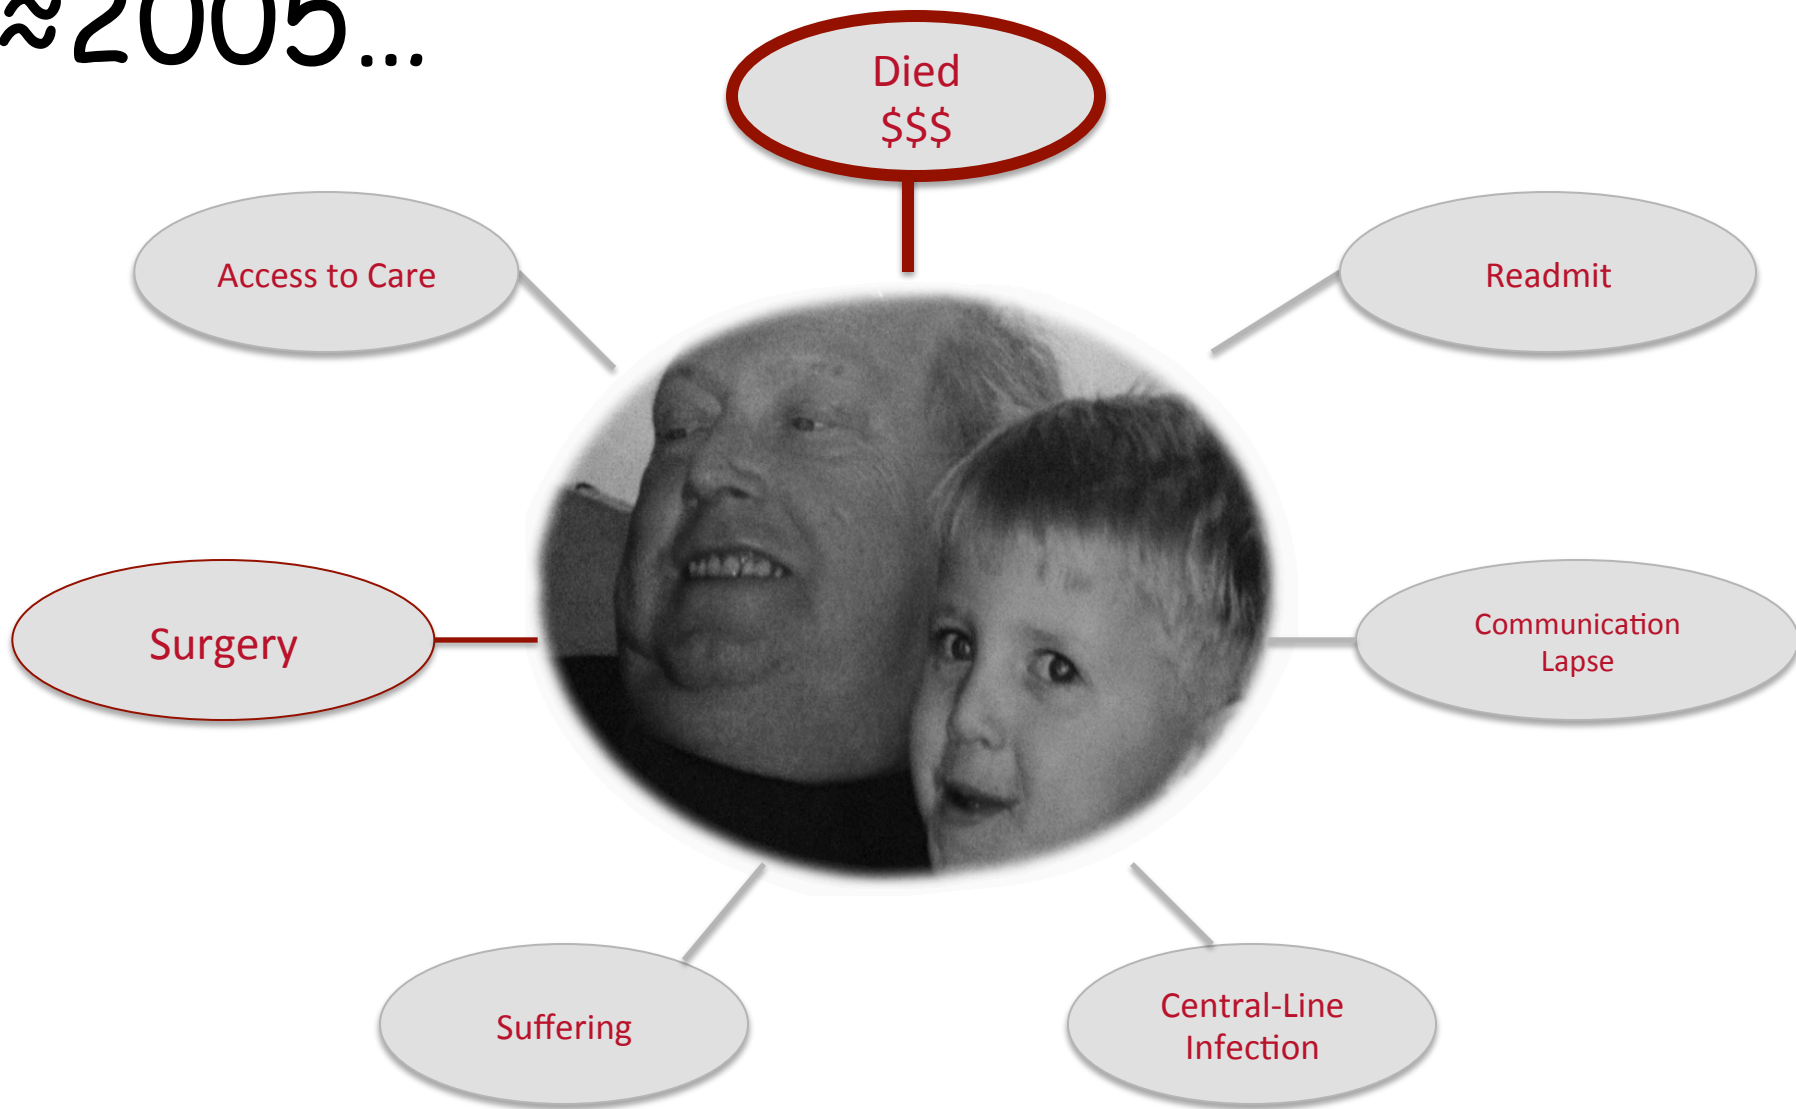 ≈2005...
Died
$$$
Access to Care
Readmit
Surgery
Communication
Lapse
Suffering
Central-Line
Infection